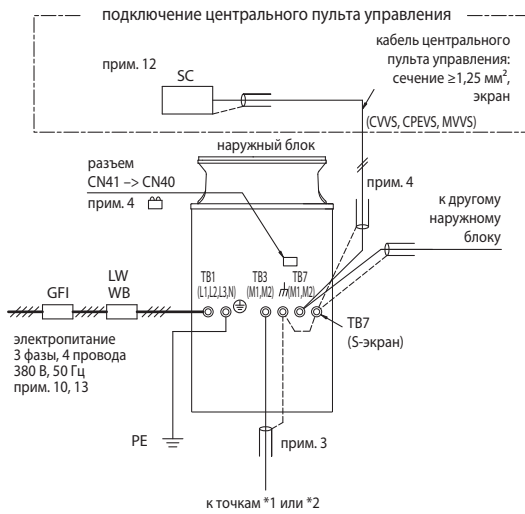 подключение центрального пульта управления
прим. 12
SC
кабель центрального
пульта управления:
сечение ≥1,25 мм²,
экран
(CVVS, CPEVS, MVVS)
наружный блок
разъем
CN41 –> CN40
прим. 4
прим. 4
к другому
наружному
блоку
TB1
(L1,L2,L3,N)
TB3
(M1,M2)
TB7
(M1,M2)
GFI
LW
WB
TB7
(S-экран)
электропитание
3 фазы, 4 провода
380 В, 50 Гц
прим. 10, 13
PE
прим. 3
к точкам *1 или *2